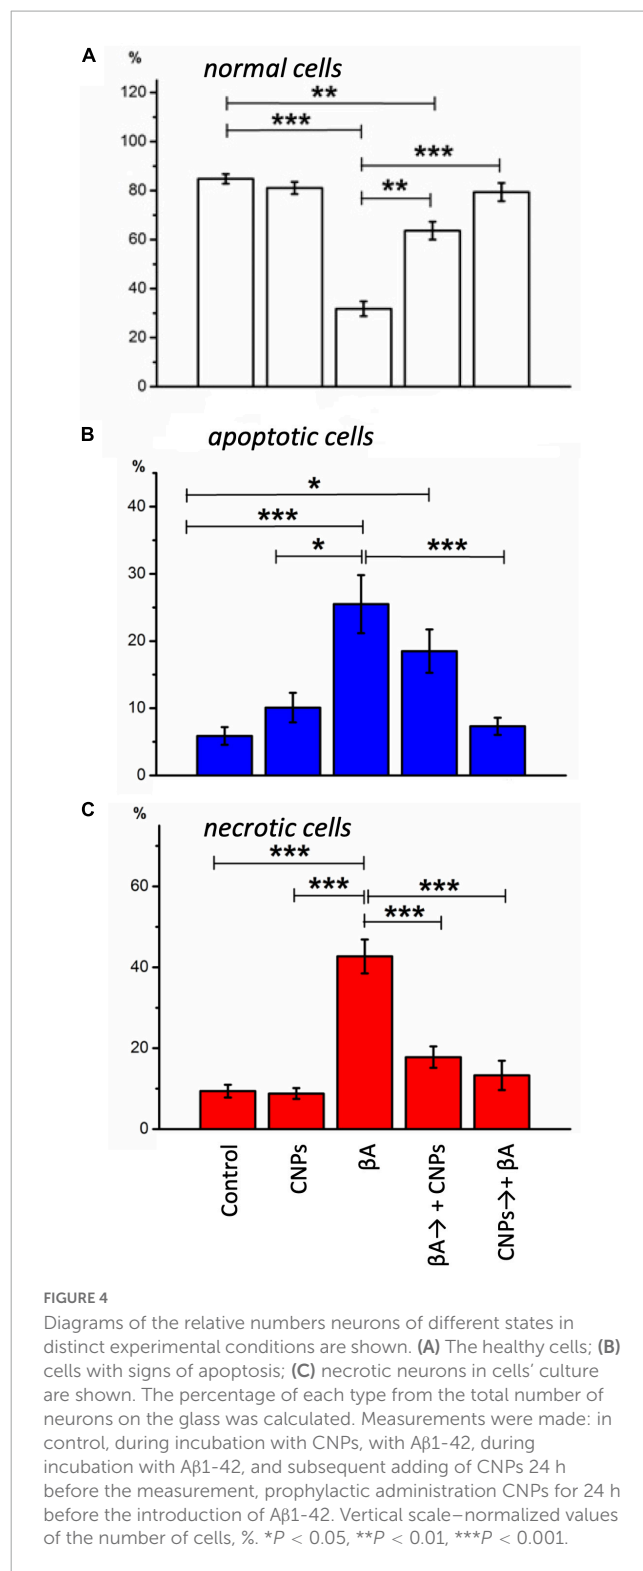 A
%
normal cells
120
**
***
100
***
80
**
60
40
20
0
B
apoptotic cells
%
40
*
***
*
***
30
20
10
0
C
%
necrotic cells
***
60
***
***
***
40
20
0
Control
CNPs
βA
βA→ + CNPs
CNPs→+ βA
FIGURE 4
Diagrams of the relative numbers neurons of different states in
distinct experimental conditions are shown. (A) The healthy cells; (B)
cells with signs of apoptosis; (C) necrotic neurons in cells’ culture
are shown. The percentage of each type from the total number of
neurons on the glass was calculated. Measurements were made: in
control, during incubation with CNPs, with Aβ1-42, during
incubation with Aβ1-42, and subsequent adding of CNPs 24 h
before the measurement, prophylactic administration CNPs for 24 h
before the introduction of Aβ1-42. Vertical scale–normalized values
of the number of cells, %. *P < 0.05, **P < 0.01, ***P < 0.001.